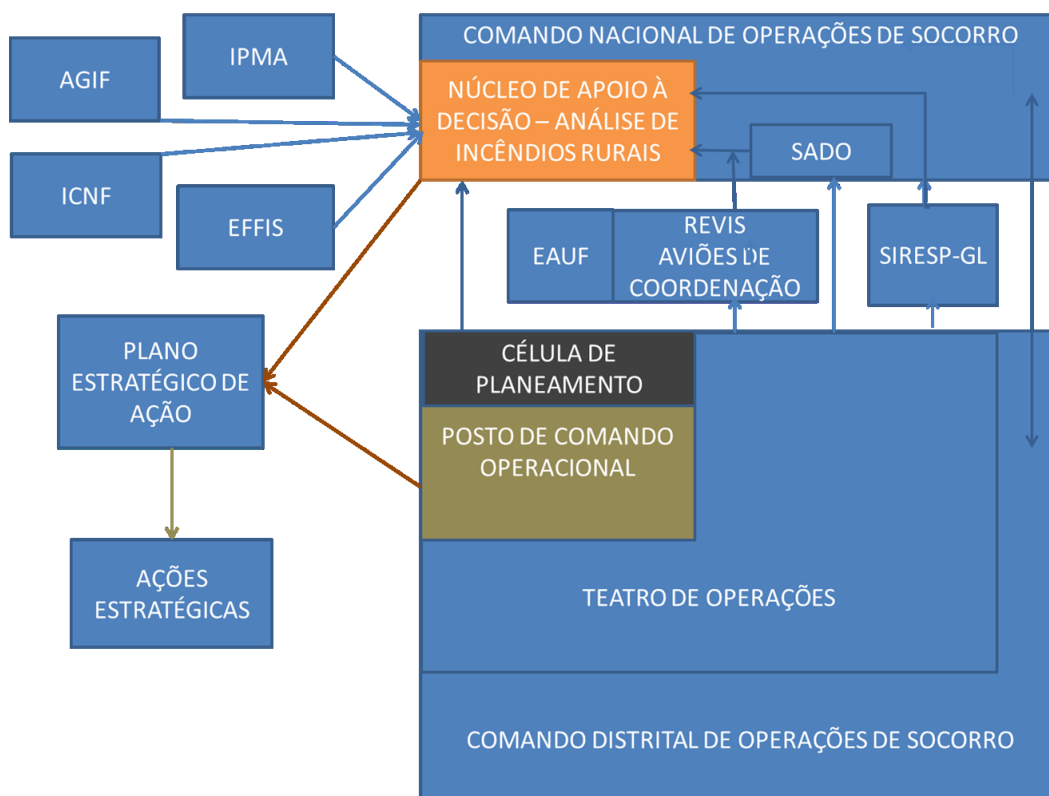 COMANDO NACIONAL DE OPERAÇÕES DE SOCORRO
IPMA
AGIF
NÚCLEO DE APOIO À
DECISÃO – ANÁLISE DE
INCÊNDIOS RURAIS
SADO
ICNF
EFFIS
EAUF
REVIS
AVIÕES DE
COORDENAÇÃO
SIRESP-GL
PLANO
ESTRATÉGICO DE
AÇÃO
CÉLULA DE
PLANEAMENTO
POSTO DE COMANDO
OPERACIONAL
AÇÕES
ESTRATÉGICAS
TEATRO DE OPERAÇÕES
COMANDO DISTRITAL DE OPERAÇÕES DE SOCORRO